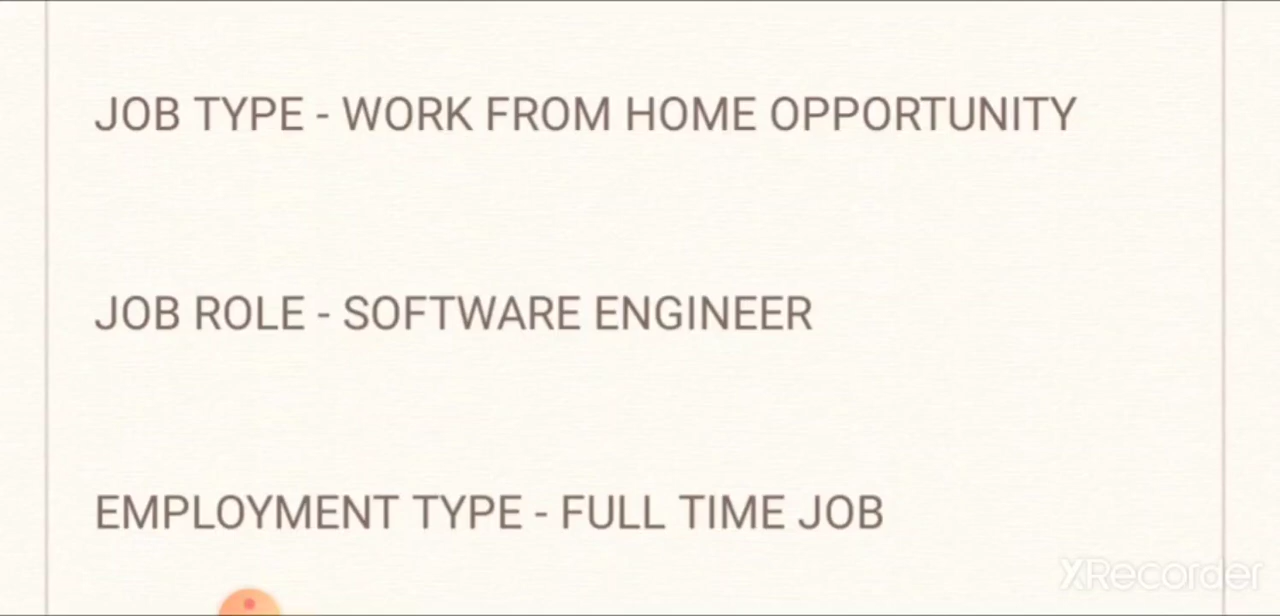 JOB TYPE - WORK FROM HOME OPPORTUNITY
JOB ROLE - SOFTWARE ENGINEER
EMPLOYMENT TYPE - FULL TIME JOB
XRecorder